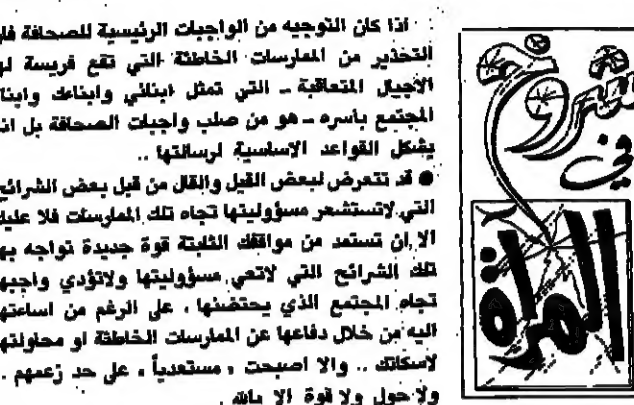 شروخ
في
المرآة
اذا كان التوجيه من الواجبات الرئيسية للصحافة فإن
التحذير من الممارسات الخاطئة التي تقع فريسة لها
الاجيال المتعاقبة ـ التي تمثل ابنائي وابناءك وابناء
المجتمع بأسره ـ هو من صلب واجبات الصحافة بل انه
يشكل القواعد الاساسية لرسالتها ..
● قد تتعرض لبعض القيل والقال من قبل بعض الشرائح
التي لاتستشعر مسؤوليتها تجاه تلك الممارسات فلا عليك
الا ان تستمد من مواقفك الثابتة قوة جديدة تواجه بها
تلك الشرائح التي لاتعي مسؤوليتها ولاتؤدي واجبها
تجاه المجتمع الذي يحتضنها ، على الرغم من اساءتها
اليه من خلال دفاعها عن الممارسات الخاطئة او محاولتها
لاسكاتك .. والا اصبحت « مستعدياً » على حد زعمهم .
ولا حول ولا قوة الا بالله .